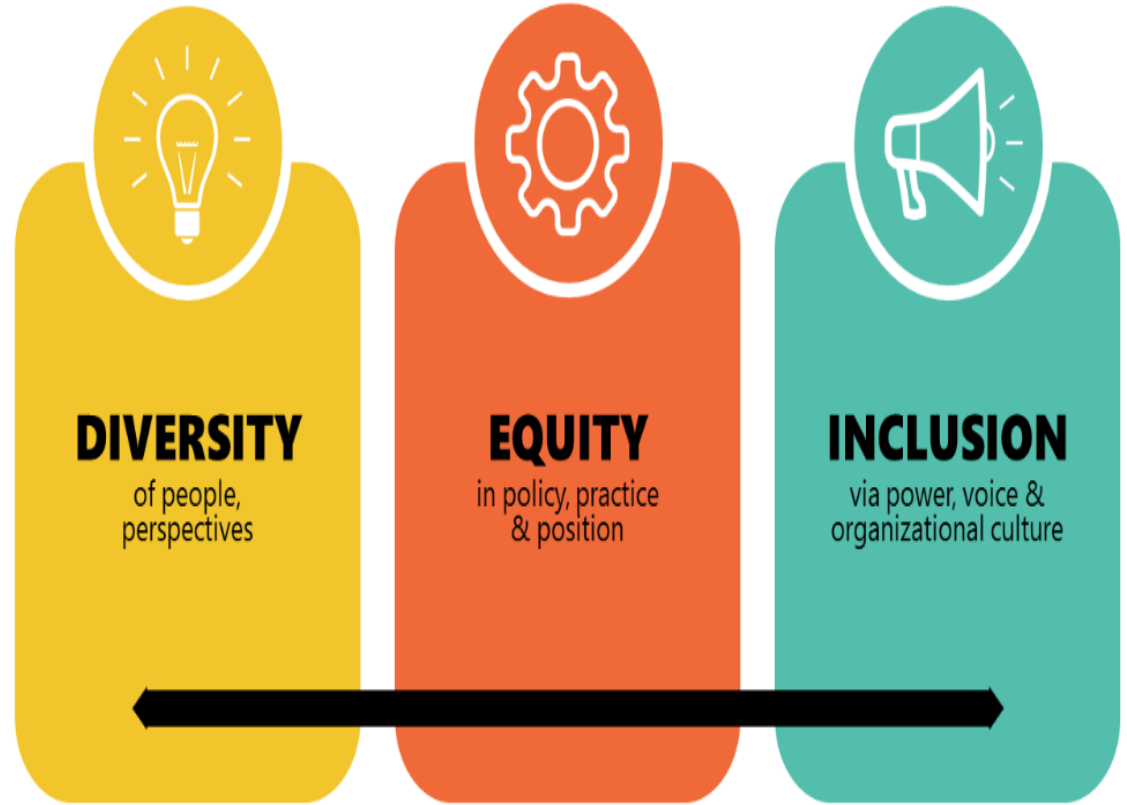 DIVERSITY
of people,
perspectives
EQUITY
in policy, practice
& position
INCLUSION
via power, voice &
organizational culture